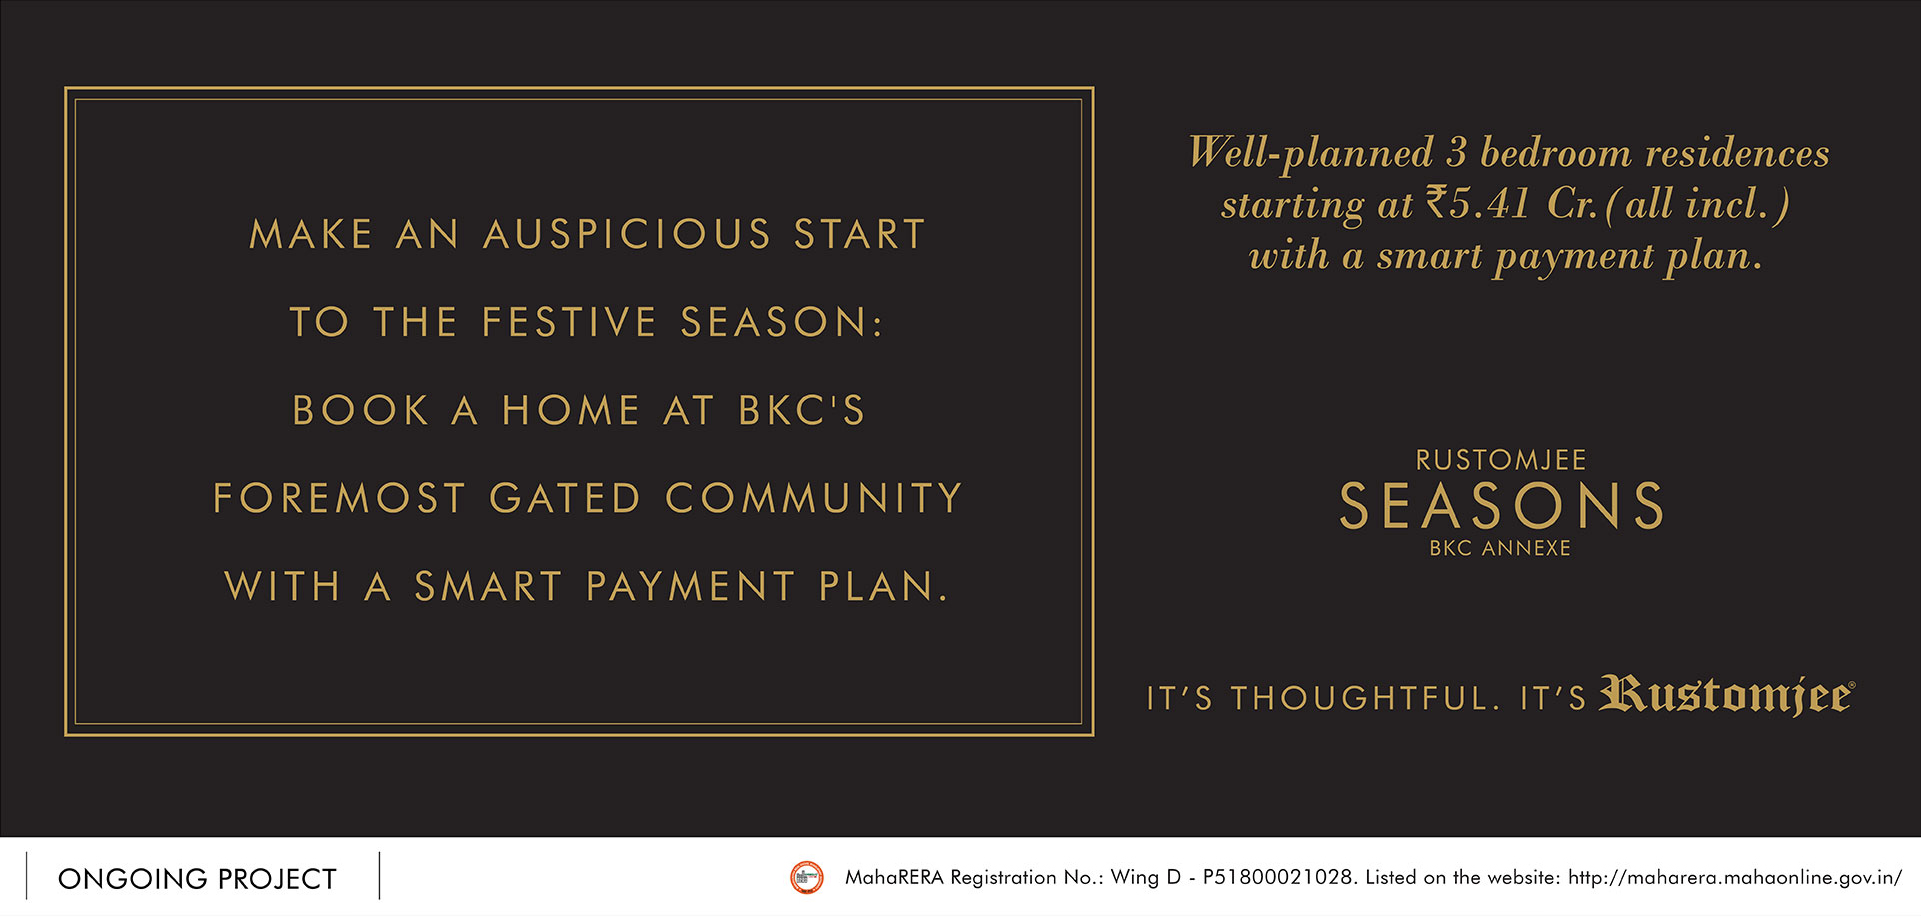 MAKE AN AUSPICIOUS START
TO THE FESTIVE SEASON:
BOOK A HOME AT BKC'S
FOREMOST GATED COMMUNITY
WITH A SMART PAYMENT PLAN.
Well-planned 3 bedroom residences
starting at ₹5.41 Cr.(all incl.)
with a smart payment plan.
RUSTOMJEE
SEASONS
BKC ANNEXE
IT’S THOUGHTFUL. IT’S Rustomjee®
ONGOING PROJECT
MahaRERA Registration No.: Wing D - P51800021028. Listed on the website: http://maharera.mahaonline.gov.in/